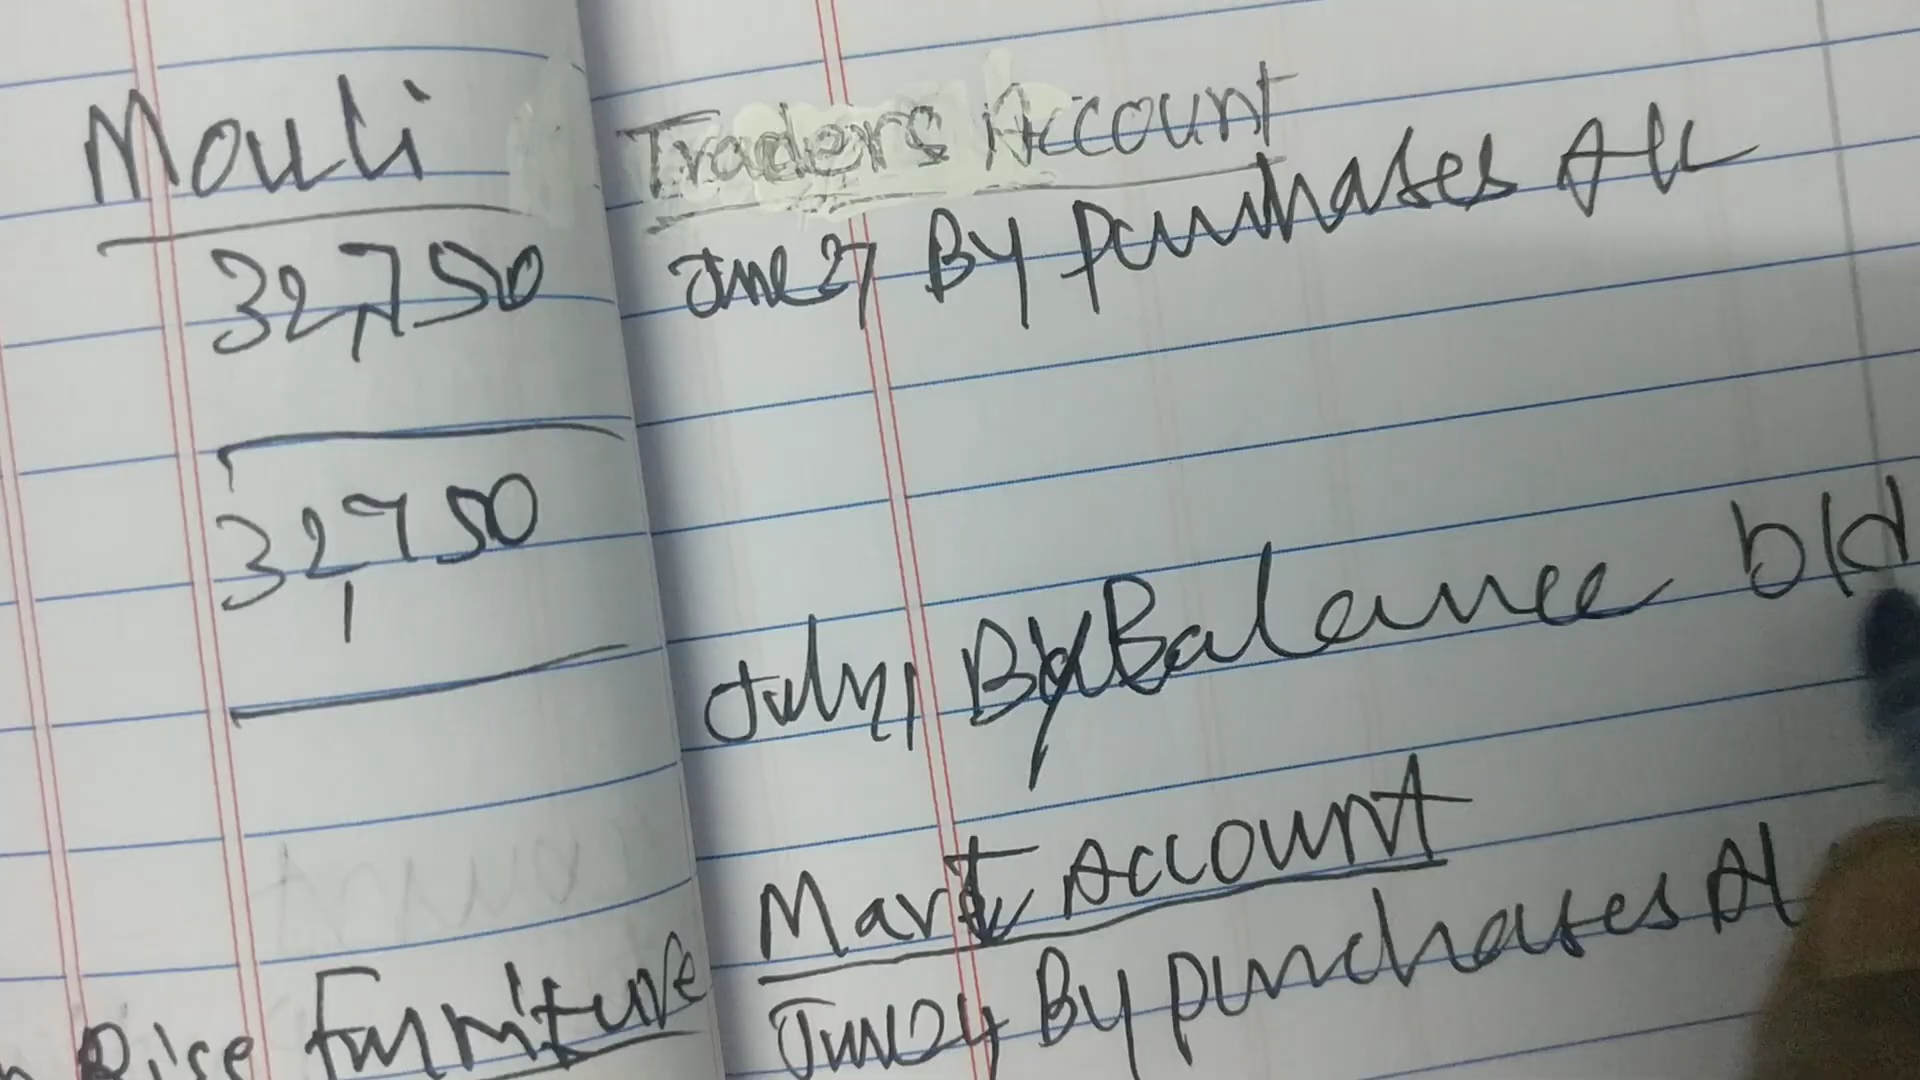 Mouli Traders Account
32,750 June 27 By Purchases A/c
32,750
July 1 By Balance b/d
Rise Furniture Mart Account
June 24 By purchases A/